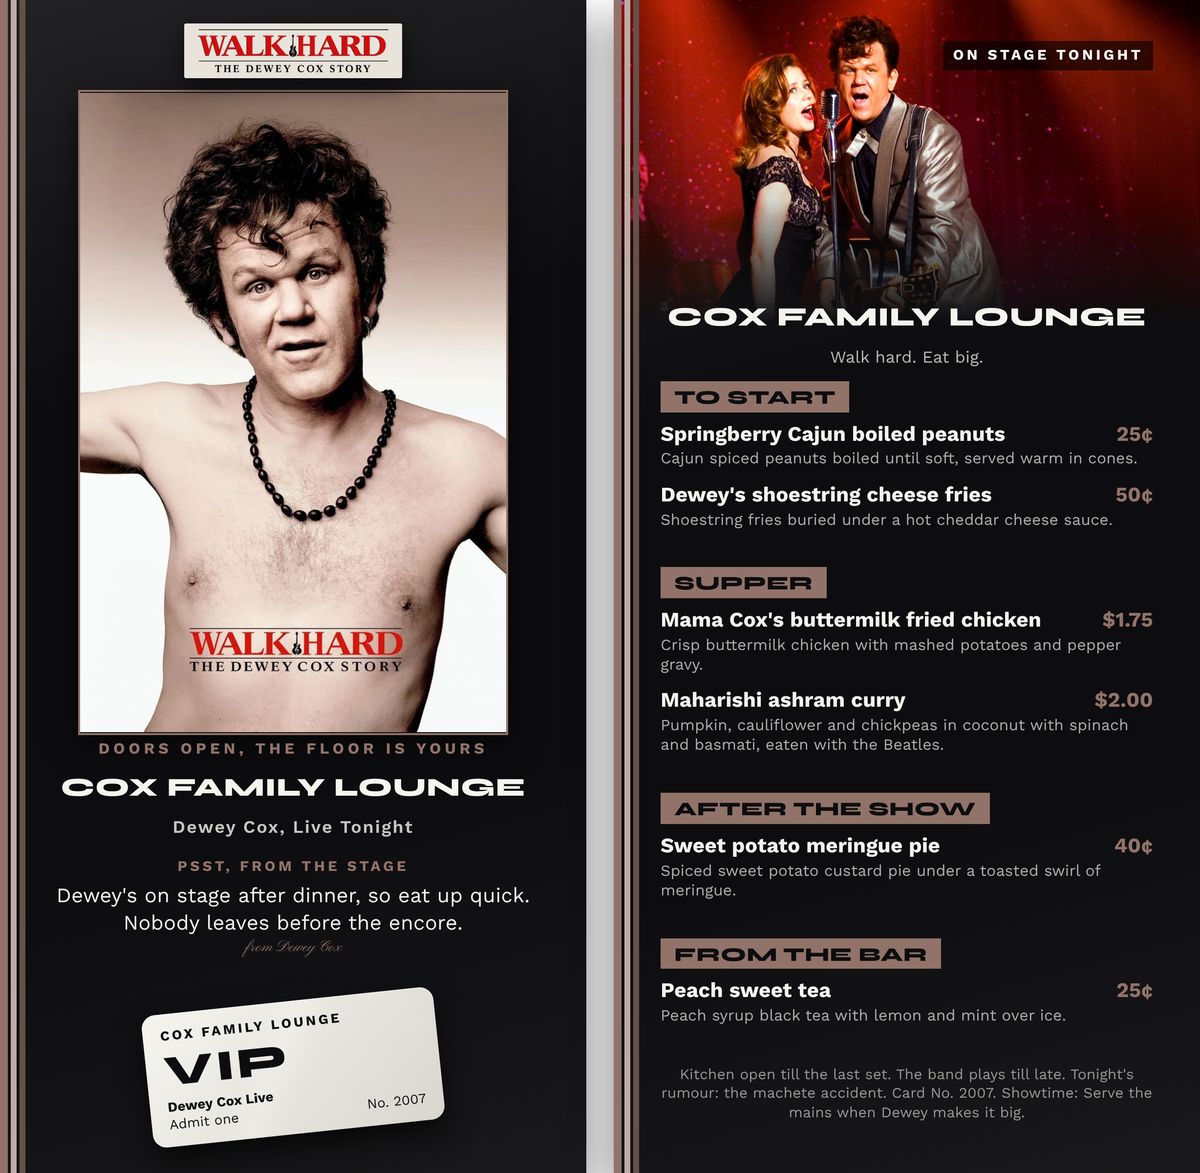 WALK HARD
THE DEWEY COX STORY
WALK HARD
THE DEWEY COX STORY
DOORS OPEN, THE FLOOR IS YOURS
COX FAMILY LOUNGE
Dewey Cox, Live Tonight
PSST, FROM THE STAGE
Dewey's on stage after dinner, so eat up quick.
Nobody leaves before the encore.
from Dewey Cox
COX FAMILY LOUNGE
VIP
Dewey Cox Live
Admit one
No. 2007
ON STAGE TONIGHT
COX FAMILY LOUNGE
Walk hard. Eat big.
TO START
Springberry Cajun boiled peanuts 25¢
Cajun spiced peanuts boiled until soft, served warm in cones.
Dewey's shoestring cheese fries 50¢
Shoestring fries buried under a hot cheddar cheese sauce.
SUPPER
Mama Cox's buttermilk fried chicken $1.75
Crisp buttermilk chicken with mashed potatoes and pepper
gravy.
Maharishi ashram curry $2.00
Pumpkin, cauliflower and chickpeas in coconut with spinach
and basmati, eaten with the Beatles.
AFTER THE SHOW
Sweet potato meringue pie 40¢
Spiced sweet potato custard pie under a toasted swirl of
meringue.
FROM THE BAR
Peach sweet tea 25¢
Peach syrup black tea with lemon and mint over ice.
Kitchen open till the last set. The band plays till late. Tonight's
rumour: the machete accident. Card No. 2007. Showtime: Serve the
mains when Dewey makes it big.